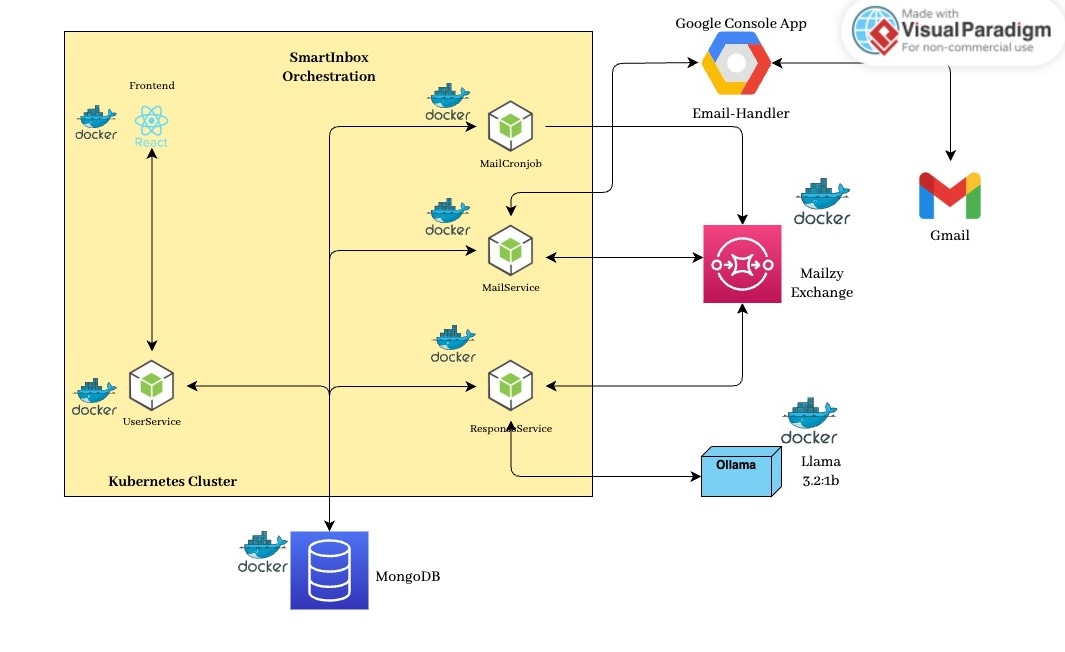 Google Console App
Made with
Visual Paradigm
For non-commercial use
SmartInbox
Orchestration
Frontend
docker
React
docker
MailCronjob
Email-Handler
docker
MailService
docker
Mailzy
Exchange
Gmail
docker
ResponseService
docker
UserService
docker
Ollama
Llama
3.2:1b
Kubernetes Cluster
docker
MongoDB